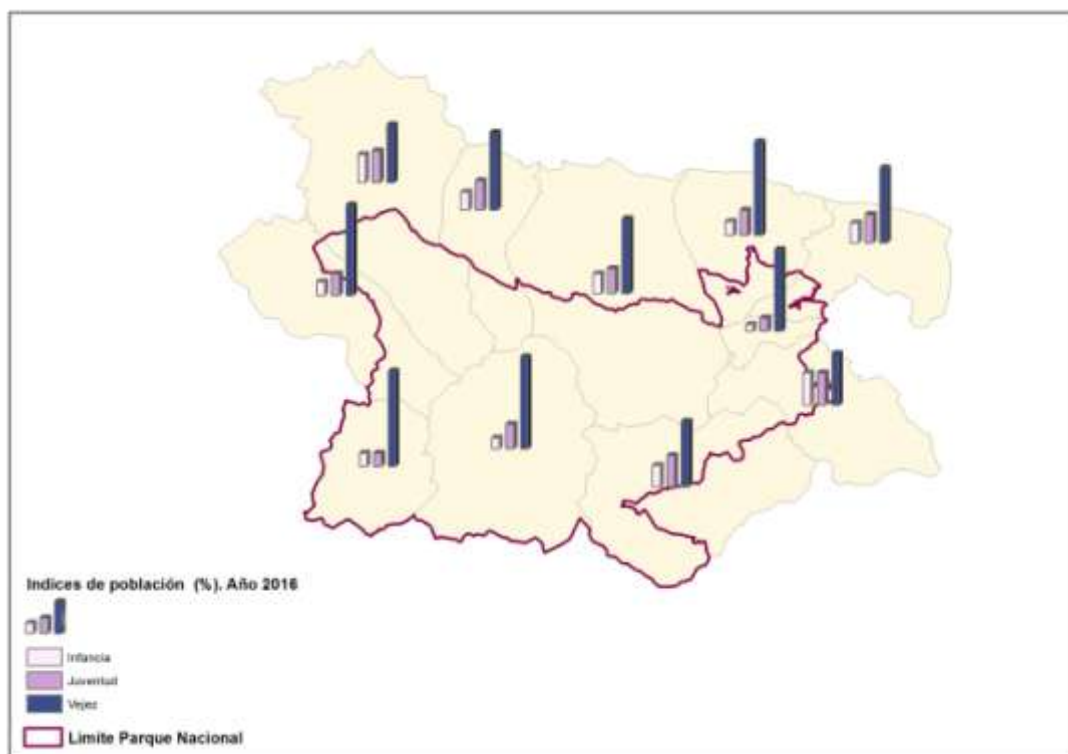 Indices de población (%). Año 2016
Infancia
Juventud
Vejez
Limite Parque Nacional